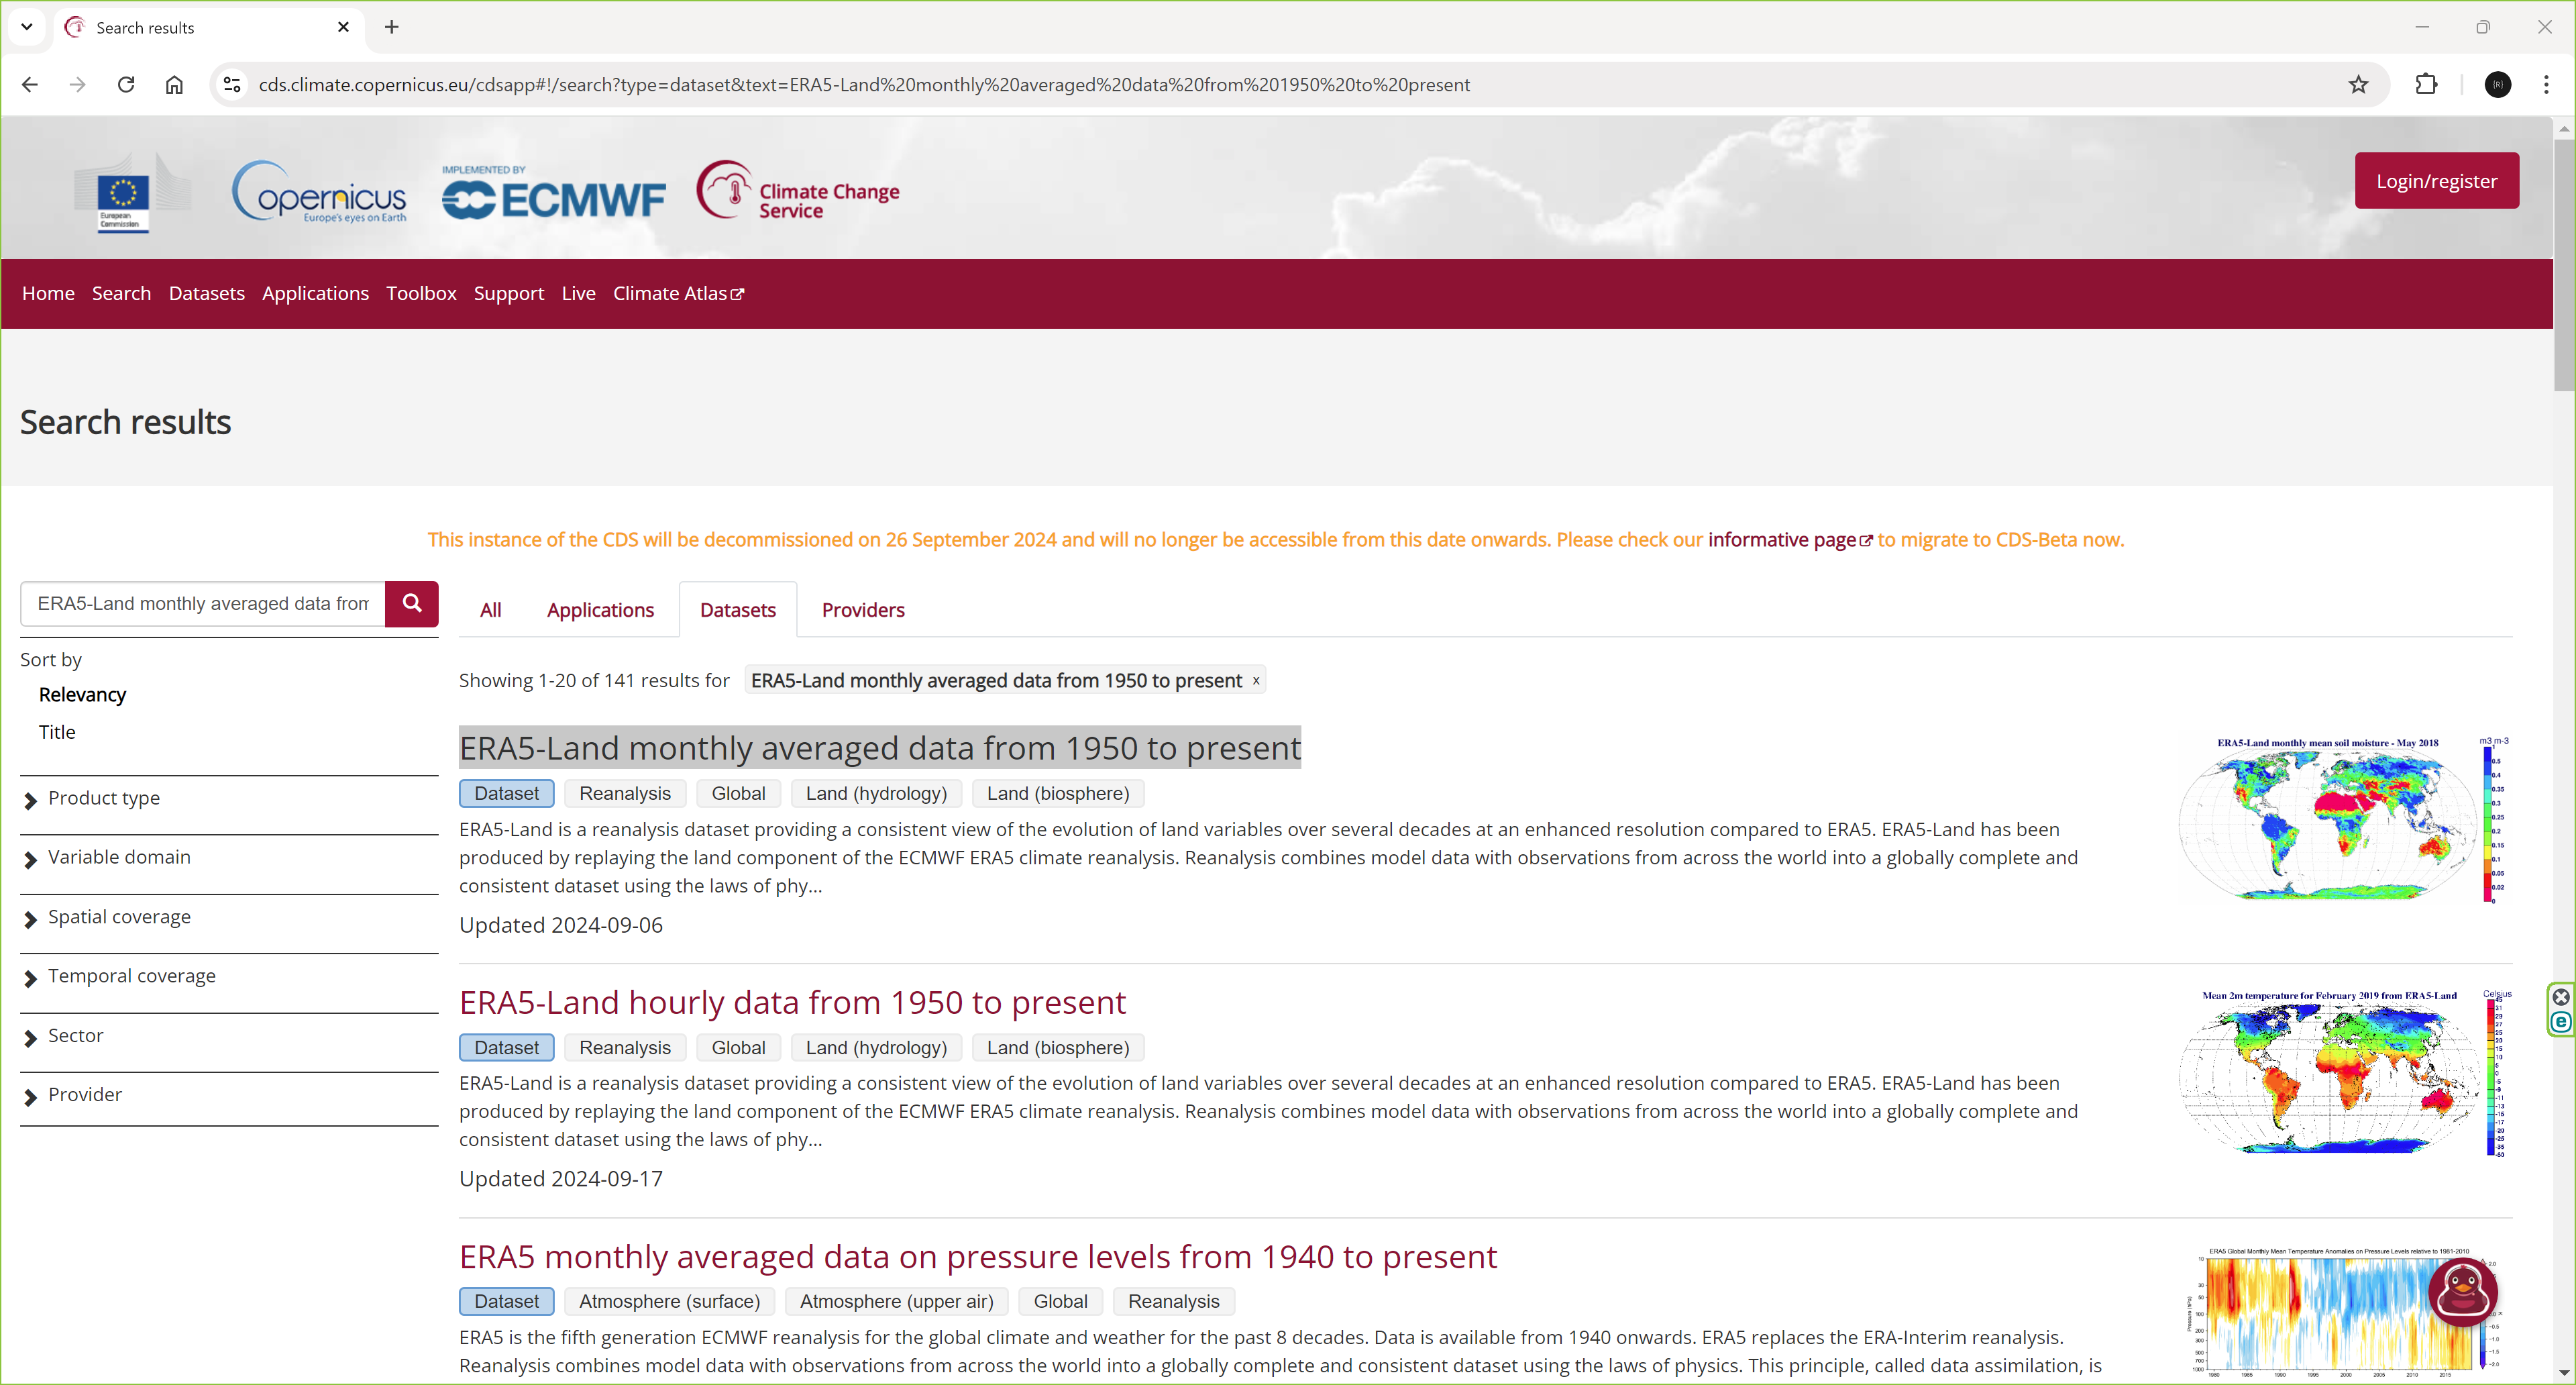 Search results
cds.climate.copernicus.eu/cdsapp#!/search?type=dataset&text=ERA5-Land%20monthly%20averaged%20data%20from%201950%20to%20present
European
Commission
opernicus
Europe's eyes on Earth
IMPLEMENTED BY
ECMWF
Climate Change
Service
Login/register
Home Search Datasets Applications Toolbox Support Live Climate Atlas
Search results
This instance of the CDS will be decommissioned on 26 September 2024 and will no longer be accessible from this date onwards. Please check our informative page to migrate to CDS-Beta now.
ERA5-Land monthly averaged data from
Sort by
Relevancy
Title
Product type
Variable domain
Spatial coverage
Temporal coverage
Sector
Provider
All Applications Datasets Providers
Showing 1-20 of 141 results for ERA5-Land monthly averaged data from 1950 to present x
ERA5-Land monthly averaged data from 1950 to present
Dataset Reanalysis Global Land (hydrology) Land (biosphere)
ERA5-Land is a reanalysis dataset providing a consistent view of the evolution of land variables over several decades at an enhanced resolution compared to ERA5. ERA5-Land has been
produced by replaying the land component of the ECMWF ERA5 climate reanalysis. Reanalysis combines model data with observations from across the world into a globally complete and
consistent dataset using the laws of phy...
Updated 2024-09-06
ERA5-Land monthly mean soil moisture - May 2018
m3 m-3
ERA5-Land hourly data from 1950 to present
Dataset Reanalysis Global Land (hydrology) Land (biosphere)
ERA5-Land is a reanalysis dataset providing a consistent view of the evolution of land variables over several decades at an enhanced resolution compared to ERA5. ERA5-Land has been
produced by replaying the land component of the ECMWF ERA5 climate reanalysis. Reanalysis combines model data with observations from across the world into a globally complete and
consistent dataset using the laws of phy...
Updated 2024-09-17
Mean 2m temperature for February 2019 from ERA5-Land
Celsius
ERA5 monthly averaged data on pressure levels from 1940 to present
Dataset Atmosphere (surface) Atmosphere (upper air) Global Reanalysis
ERA5 is the fifth generation ECMWF reanalysis for the global climate and weather for the past 8 decades. Data is available from 1940 onwards. ERA5 replaces the ERA-Interim reanalysis.
Reanalysis combines model data with observations from across the world into a globally complete and consistent dataset using the laws of physics. This principle, called data assimilation, is
ERA5 Global Monthly Mean Temperature Anomalies on Pressure Levels relative to 1981-2010
Pressure (hPa)
1980 1985 1990 1995 2000 2005 2010 2015